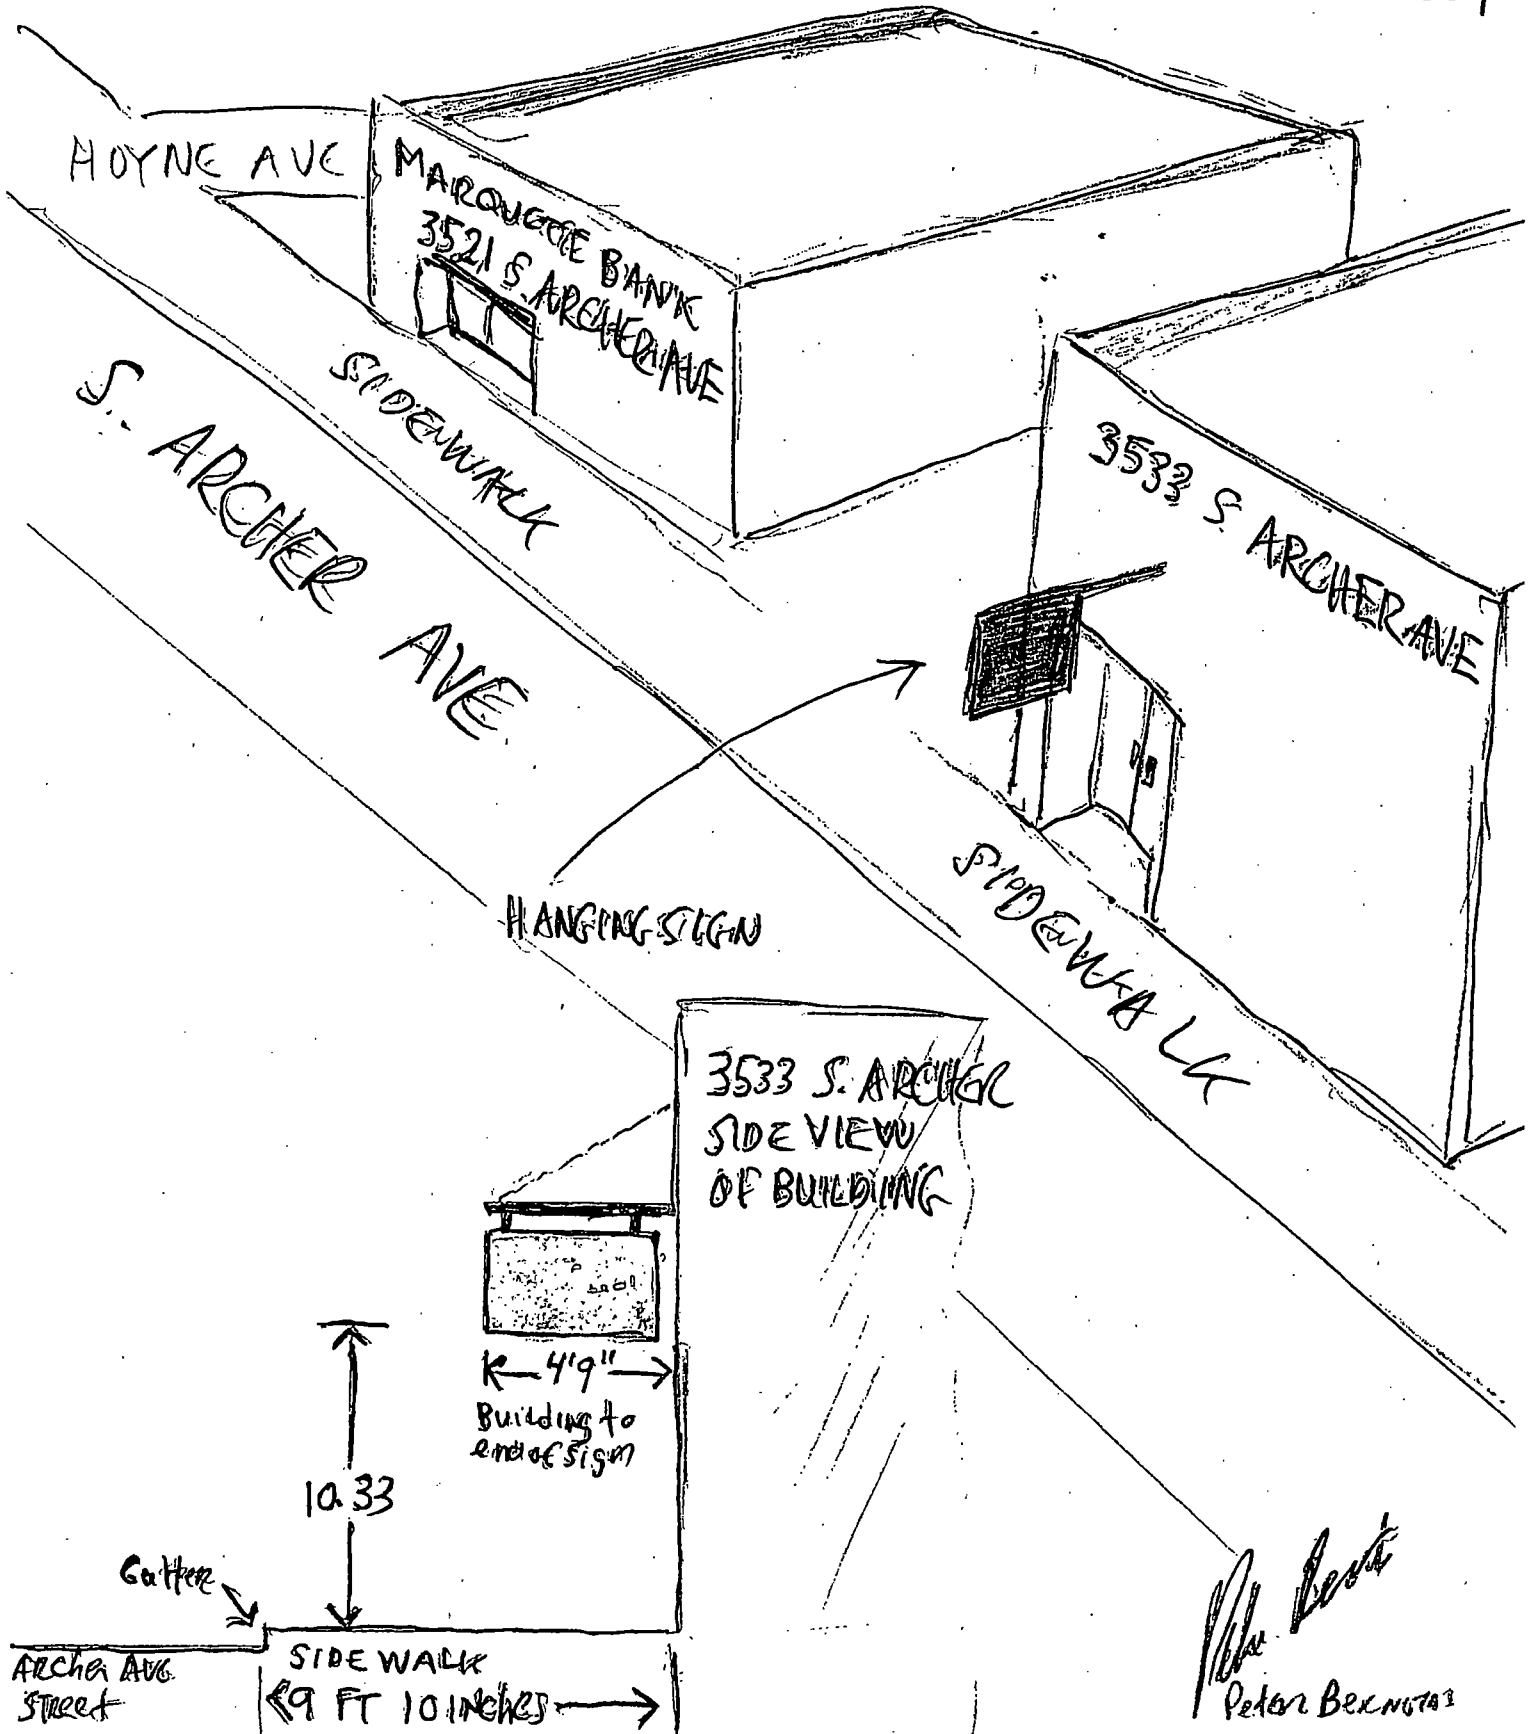 HOYNE AVE
MARQUETTE BANK
3521 S. ARCHER AVE
SIDEWALK
S. ARCHER AVE
3533 S. ARCHER AVE
HANGING SIGN
SIDEWALK
3533 S. ARCHER
SIDE VIEW
OF BUILDING
4'9"
Building to
end of sign
10.33
Gutter
ARCHER AVE
STREET
SIDEWALK
9 FT 10 INCHES
Peter